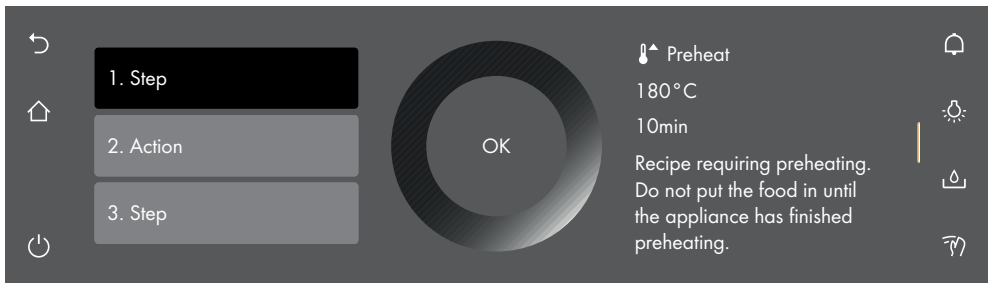 1. Step
2. Action
3. Step
OK
Preheat
180°C
10min
Recipe requiring preheating.
Do not put the food in until
the appliance has finished
preheating.